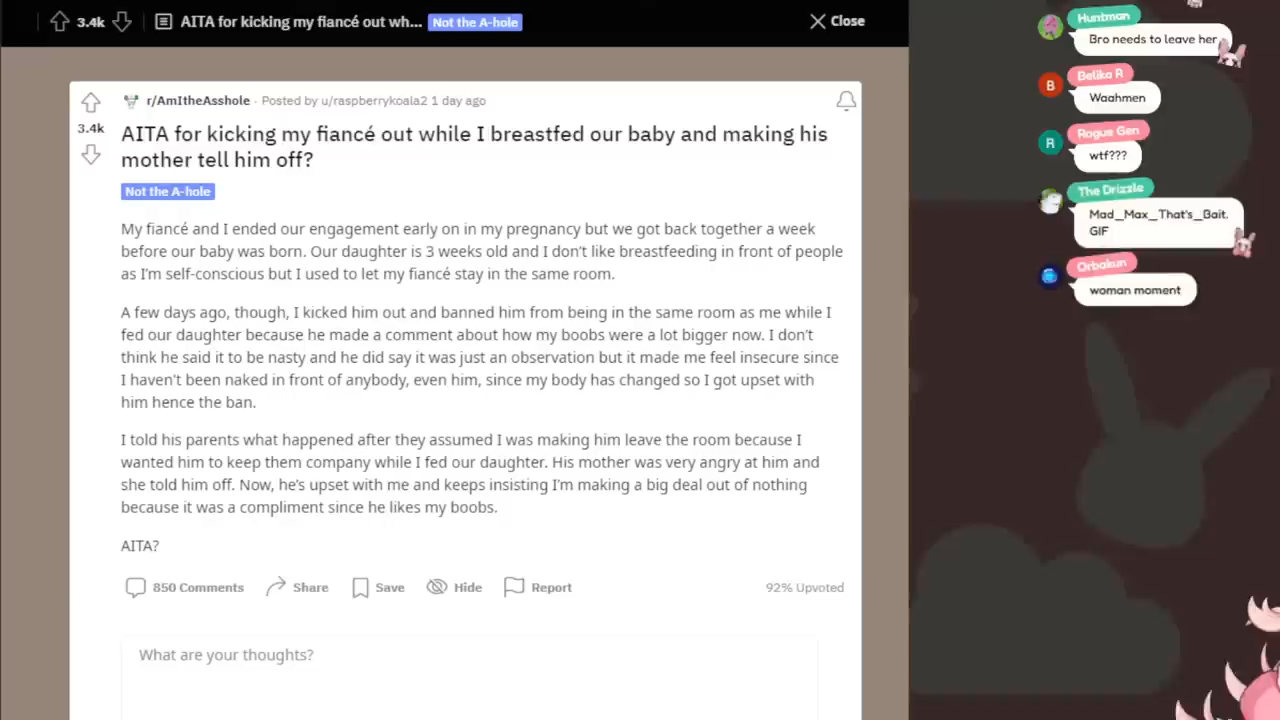 3.4k AITA for kicking my fiancé out wh... Not the A-hole Close
r/AmItheAsshole · Posted by u/raspberrykoala2 1 day ago
3.4k
AITA for kicking my fiancé out while I breastfed our baby and making his
mother tell him off?
Not the A-hole
My fiancé and I ended our engagement early on in my pregnancy but we got back together a week
before our baby was born. Our daughter is 3 weeks old and I don't like breastfeeding in front of people
as I'm self-conscious but I used to let my fiancé stay in the same room.
A few days ago, though, I kicked him out and banned him from being in the same room as me while I
fed our daughter because he made a comment about how my boobs were a lot bigger now. I don't
think he said it to be nasty and he did say it was just an observation but it made me feel insecure since
I haven't been naked in front of anybody, even him, since my body has changed so I got upset with
him hence the ban.
I told his parents what happened after they assumed I was making him leave the room because I
wanted him to keep them company while I fed our daughter. His mother was very angry at him and
she told him off. Now, he's upset with me and keeps insisting I'm making a big deal out of nothing
because it was a compliment since he likes my boobs.
AITA?
850 Comments Share Save Hide Report 92% Upvoted
What are your thoughts?
Huntman
Bro needs to leave her
B
Belika R
Waahmen
R
Rogue Gen
wtf???
The Drizzle
Mad_Max_That's_Bait.
GIF
Orbakun
woman moment